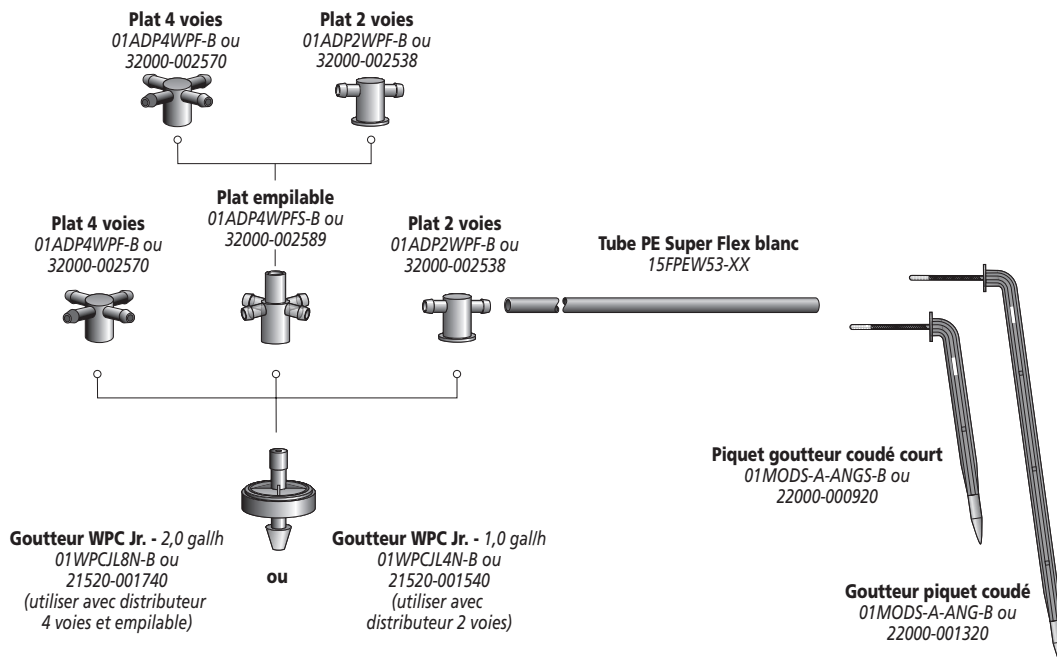 Plat 4 voies
01ADP4WPF-B ou
32000-002570
Plat 2 voies
01ADP2WPF-B ou
32000-002538
Plat 4 voies
01ADP4WPF-B ou
32000-002570
Plat empilable
01ADP4WPFS-B ou
32000-002589
Plat 2 voies
01ADP2WPF-B ou
32000-002538
Tube PE Super Flex blanc
15FPEW53-XX
Piquet goutteur coudé court
01MODS-A-ANGS-B ou
22000-000920
Goutteur WPC Jr. - 2,0 gal/h
01WPCJL8N-B ou
21520-001740
(utiliser avec distributeur
4 voies et empilable)
ou
Goutteur WPC Jr. - 1,0 gal/h
01WPCJL4N-B ou
21520-001540
(utiliser avec
distributeur 2 voies)
Goutteur piquet coudé
01MODS-A-ANG-B ou
22000-001320